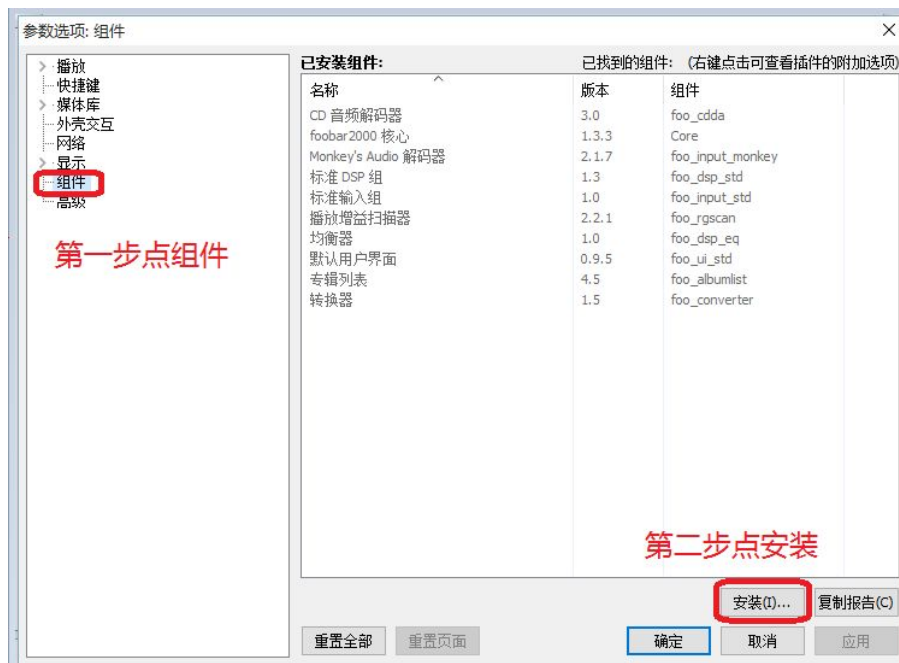 参数选项: 组件
播放
快捷键
媒体库
外壳交互
网络
显示
组件
高级
第一步点组件
已安装组件: 已找到的组件: (右键点击可查看插件的附加选项)
名称 版本 组件
CD 音频解码器 3.0 foo_cdda
foobar2000 核心 1.3.3 Core
Monkey's Audio 解码器 2.1.7 foo_input_monkey
标准 DSP 组 1.3 foo_dsp_std
标准输入组 1.0 foo_input_std
播放增益扫描器 2.2.1 foo_rgscan
均衡器 1.0 foo_dsp_eq
默认用户界面 0.9.5 foo_ui_std
专辑列表 4.5 foo_albumlist
转换器 1.5 foo_converter
第二步点安装
安装(I)... 复制报告(C)
重置全部 重置页面 确定 取消 应用